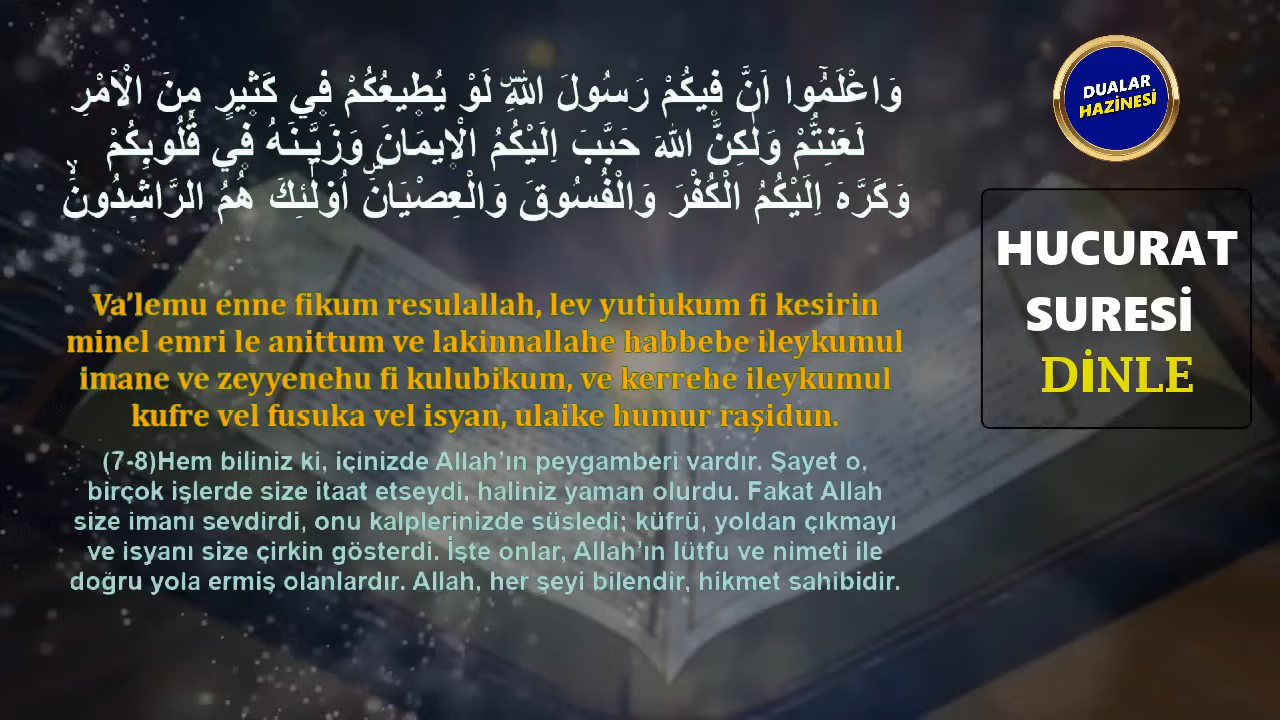 وَاعْلَمُٓوا اَنَّ ف۪يكُمْ رَسُولَ اللّٰهِۜ لَوْ يُط۪يعُكُمْ ف۪ي كَث۪يرٍ مِنَ الْاَمْرِ
لَعَنِتُّمْ وَلٰكِنَّ اللّٰهَ حَبَّبَ اِلَيْكُمُ الْا۪يمَانَ وَزَيَّنَهُ ف۪ي قُلُوبِكُمْ
وَكَرَّهَ اِلَيْكُمُ الْكُفْرَ وَالْفُسُوقَ وَالْعِصْيَانَۜ اُو۬لٰٓئِكَ هُمُ الرَّاشِدُونَۙ
Va’lemu enne fikum resulallah, lev yutiukum fi kesirin
minel emri le anittum ve lakinnallahe habbebe ileykumul
imane ve zeyyenehu fi kulubikum, ve kerrehe ileykumul
kufre vel fusuka vel isyan, ulaike humur raşidun.
(7-8)Hem biliniz ki, içinizde Allah’ın peygamberi vardır. Şayet o,
birçok işlerde size itaat etseydi, haliniz yaman olurdu. Fakat Allah
size imanı sevdirdi, onu kalplerinizde süsledi; küfrü, yoldan çıkmayı
ve isyanı size çirkin gösterdi. İşte onlar, Allah’ın lütfu ve nimeti ile
doğru yola ermiş olanlardır. Allah, her şeyi bilendir, hikmet sahibidir.
DUALAR
HAZİNESİ
HUCURAT
SURESİ
DİNLE